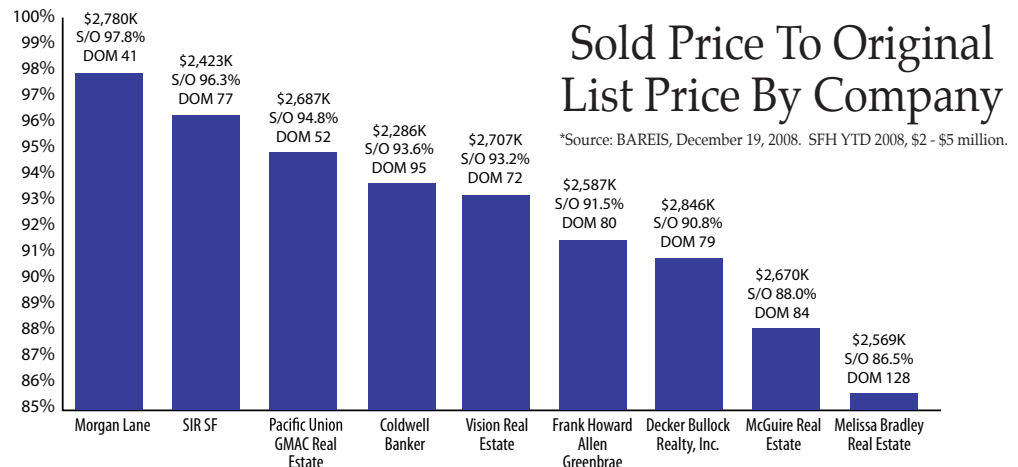 Sold Price To Original
List Price By Company
*Source: BAREIS, December 19, 2008.  SFH YTD 2008, $2 - $5 million.
100%
99%
98%
97%
96%
95%
94%
93%
92%
91%
90%
89%
88%
87%
86%
85%
$2,780K
S/O 97.8%
DOM 41
$2,423K
S/O 96.3%
DOM 77
$2,687K
S/O 94.8%
DOM 52
$2,286K
S/O 93.6%
DOM 95
$2,707K
S/O 93.2%
DOM 72
$2,587K
S/O 91.5%
DOM 80
$2,846K
S/O 90.8%
DOM 79
$2,670K
S/O 88.0%
DOM 84
$2,569K
S/O 86.5%
DOM 128
Morgan Lane
SIR SF
Pacific Union
GMAC Real
Estate
Coldwell
Banker
Vision Real
Estate
Frank Howard
Allen
Greenbrae
Decker Bullock
Realty, Inc.
McGuire Real
Estate
Melissa Bradley
Real Estate